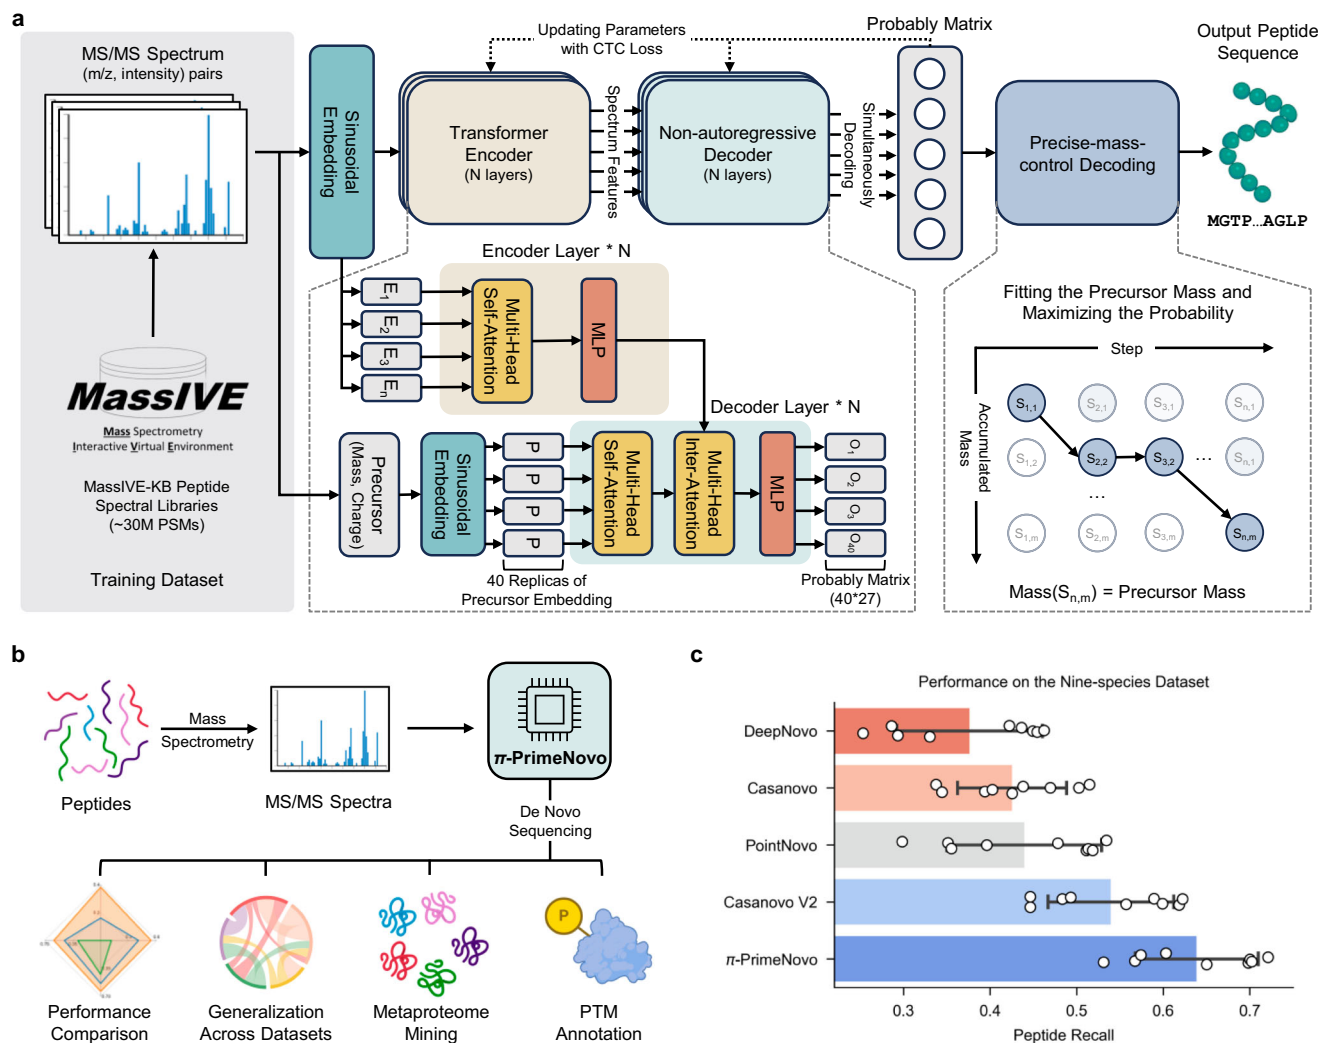 a
MS/MS Spectrum
(m/z, intensity) pairs
MassIVE
Mass Spectrometry
Interactive Virtual Environment
MassIVE-KB Peptide
Spectral Libraries
(~30M PSMs)
Training Dataset
Sinusoidal
Embedding
Updating Parameters
with CTC Loss
Transformer
Encoder
(N layers)
Spectrum Features
Non-autoregressive
Decoder
(N layers)
Simultaneously
Decoding
Probably Matrix
Precise-mass-
control Decoding
Output Peptide
Sequence
MGTP...AGLP
Encoder Layer * N
E1
E2
E3
En
Multi-Head
Self-Attention
MLP
Decoder Layer * N
Precursor
(Mass, Charge)
Sinusoidal
Embedding
P
P
P
P
Multi-Head
Self-Attention
Multi-Head
Inter-Attention
MLP
O1
O2
O3
O40
40 Replicas of
Precursor Embedding
Probably Matrix
(40*27)
Fitting the Precursor Mass and
Maximizing the Probability
Step
Accumulated
Mass
S1,1 S2,1 S3,1 Sn,1
S1,2 S2,2 S3,2 ... Sn,1
...
S1,m S2,m S3,m Sn,m
Mass(Sn,m) = Precursor Mass
b
Peptides
Mass
Spectrometry
MS/MS Spectra
π-PrimeNovo
De Novo
Sequencing
Performance
Comparison
Generalization
Across Datasets
Metaproteome
Mining
P
PTM
Annotation
c
Performance on the Nine-species Dataset
DeepNovo
Casanovo
PointNovo
Casanovo V2
π-PrimeNovo
0.3 0.4 0.5 0.6 0.7
Peptide Recall